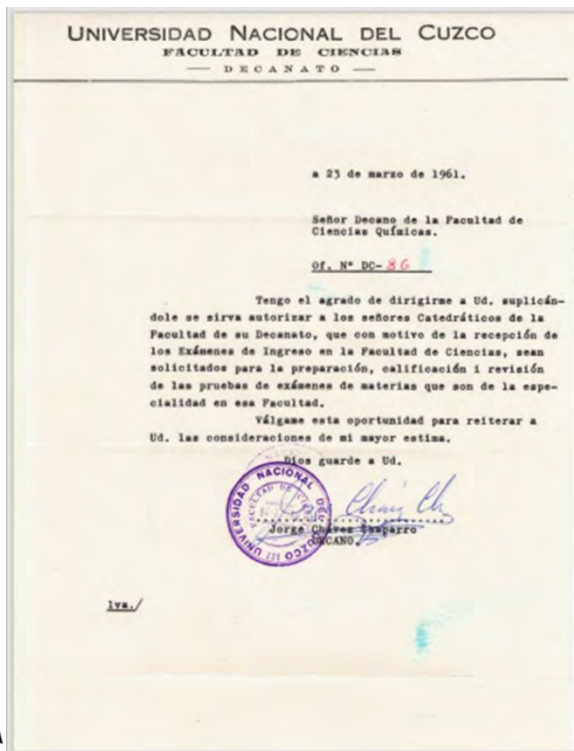 UNIVERSIDAD NACIONAL DEL CUZCO
FACULTAD DE CIENCIAS
— DECANATO —
a 23 de marzo de 1961.
Señor Decano de la Facultad de
Ciencias Químicas.
Of. N° DC-86
Tengo el agrado de dirigirme a Ud. suplicán-
dole se sirva autorizar a los señores Catedráticos de la
Facultad de su Decanato, que con motivo de la recepción de
los Exámenes de Ingreso en la Facultad de Ciencias, sean
solicitados para la preparación, calificación i revisión
de las pruebas de exámenes de materias que son de la espe-
cialidad en esa Facultad.
Válgame esta oportunidad para reiterar a
Ud. las consideraciones de mi mayor estima.
Dios guarde a Ud.
UNIVERSIDAD NACIONAL DEL CUZCO
FACULTAD DE
Jorge Chávez Chaparro
DECANO.
lva./